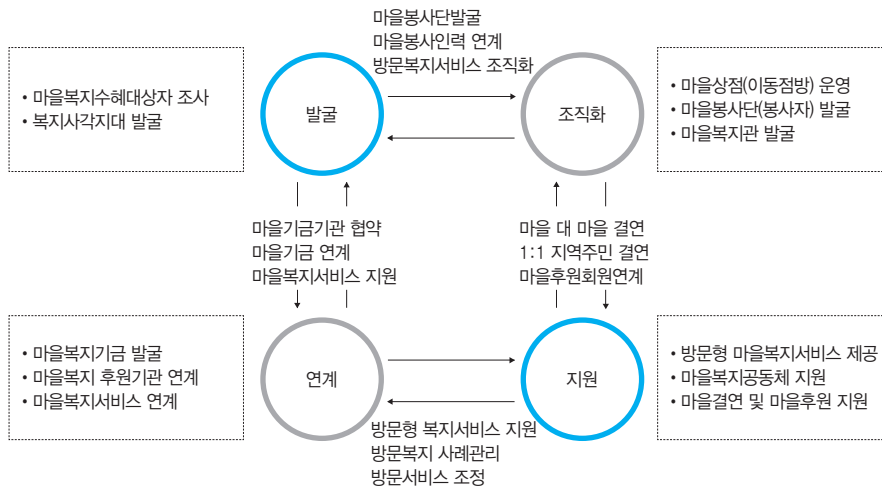 마을봉사단발굴
마을봉사인력 연계
방문복지서비스 조직화
• 마을복지수혜대상자 조사
• 복지사각지대 발굴
발굴
조직화
• 마을상점(이동점방) 운영
• 마을봉사단(봉사자) 발굴
• 마을복지관 발굴
마을기금기관 협약
마을기금 연계
마을복지서비스 지원
마을 대 마을 결연
1:1 지역주민 결연
마을후원회원연계
• 마을복지기금 발굴
• 마을복지 후원기관 연계
• 마을복지서비스 연계
연계
지원
• 방문형 마을복지서비스 제공
• 마을복지공동체 지원
• 마을결연 및 마을후원 지원
방문형 복지서비스 지원
방문복지 사례관리
방문서비스 조정